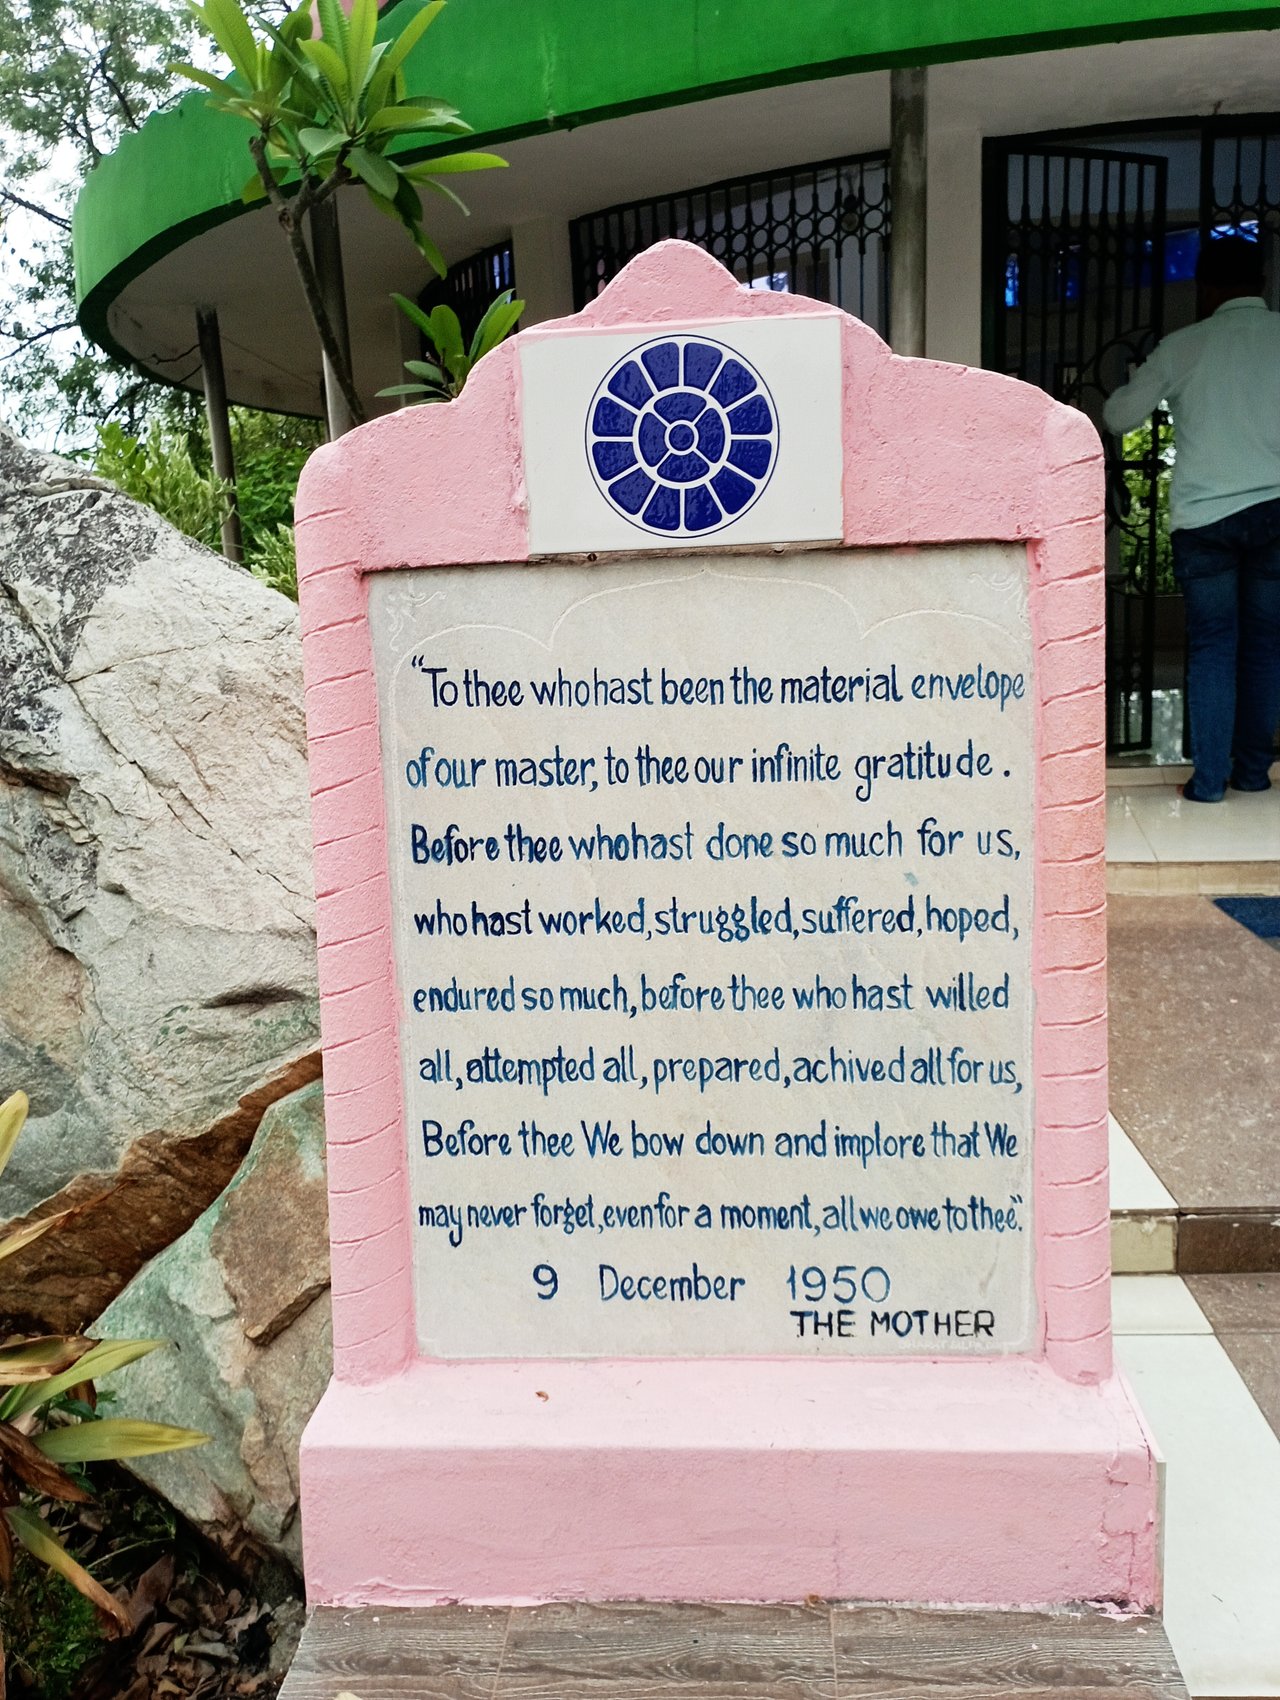 “To thee who hast been the material envelope
of our master, to thee our infinite gratitude.
Before thee who hast done so much for us,
who hast worked, struggled, suffered, hoped,
endured so much, before thee who hast willed
all, attempted all, prepared, achived all for us,
Before thee We bow down and implore that We
may never forget, even for a moment, all we owe to thee”.
9 December 1950
THE MOTHER